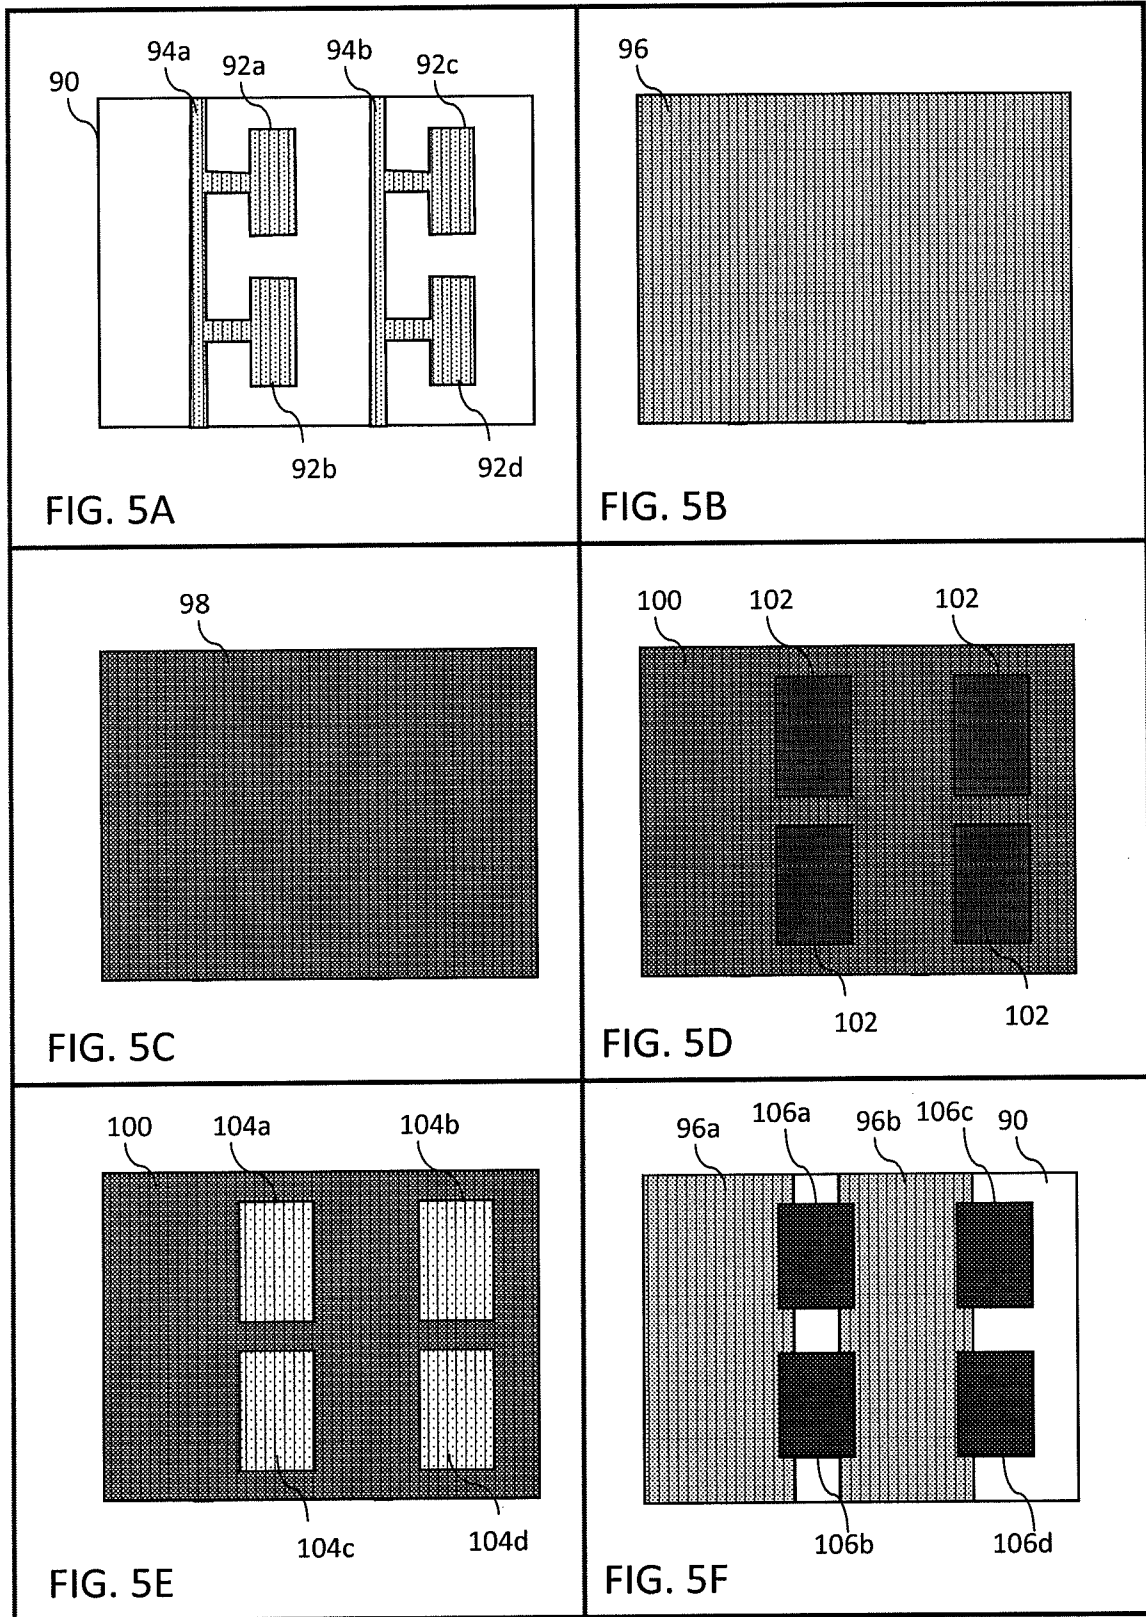 94a 92a 94b 92c
90
92b 92d
FIG. 5A
96
FIG. 5B
98
FIG. 5C
100 102 102
102 102
FIG. 5D
100 104a 104b
104c 104d
FIG. 5E
96a 106a 96b 106c 90
106b 106d
FIG. 5F